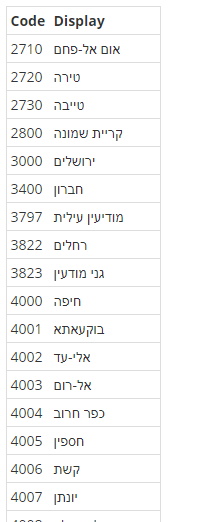 Code Display
2710 אום אל-פחם
2720 טירה
2730 טייבה
2800 קריית שמונה
3000 ירושלים
3400 חברון
3797 מודיעין עילית
3822 רחלים
3823 גני מודעין
4000 חיפה
4001 בוקעאתא
4002 אלי-עד
4003 אל-רום
4004 כפר חרוב
4005 חספין
4006 קשת
4007 יונתן